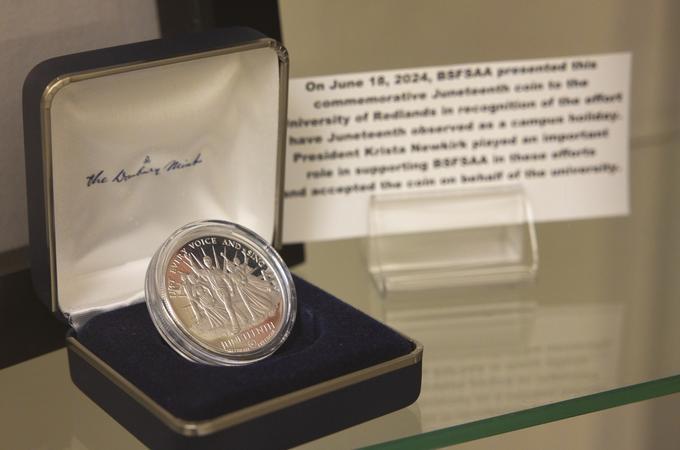 On June 18, 2024, BSFSAA presented this
commemorative Juneteenth coin to the
University of Redlands in recognition of the effort
have Juneteenth observed as a campus holiday.
President Krista Newkirk played an important
role in supporting BSFSAA in these efforts
and accepted the coin on behalf of the university.
the Danbury Mint
LIFT EVERY VOICE AND SING
JUNETEENTH